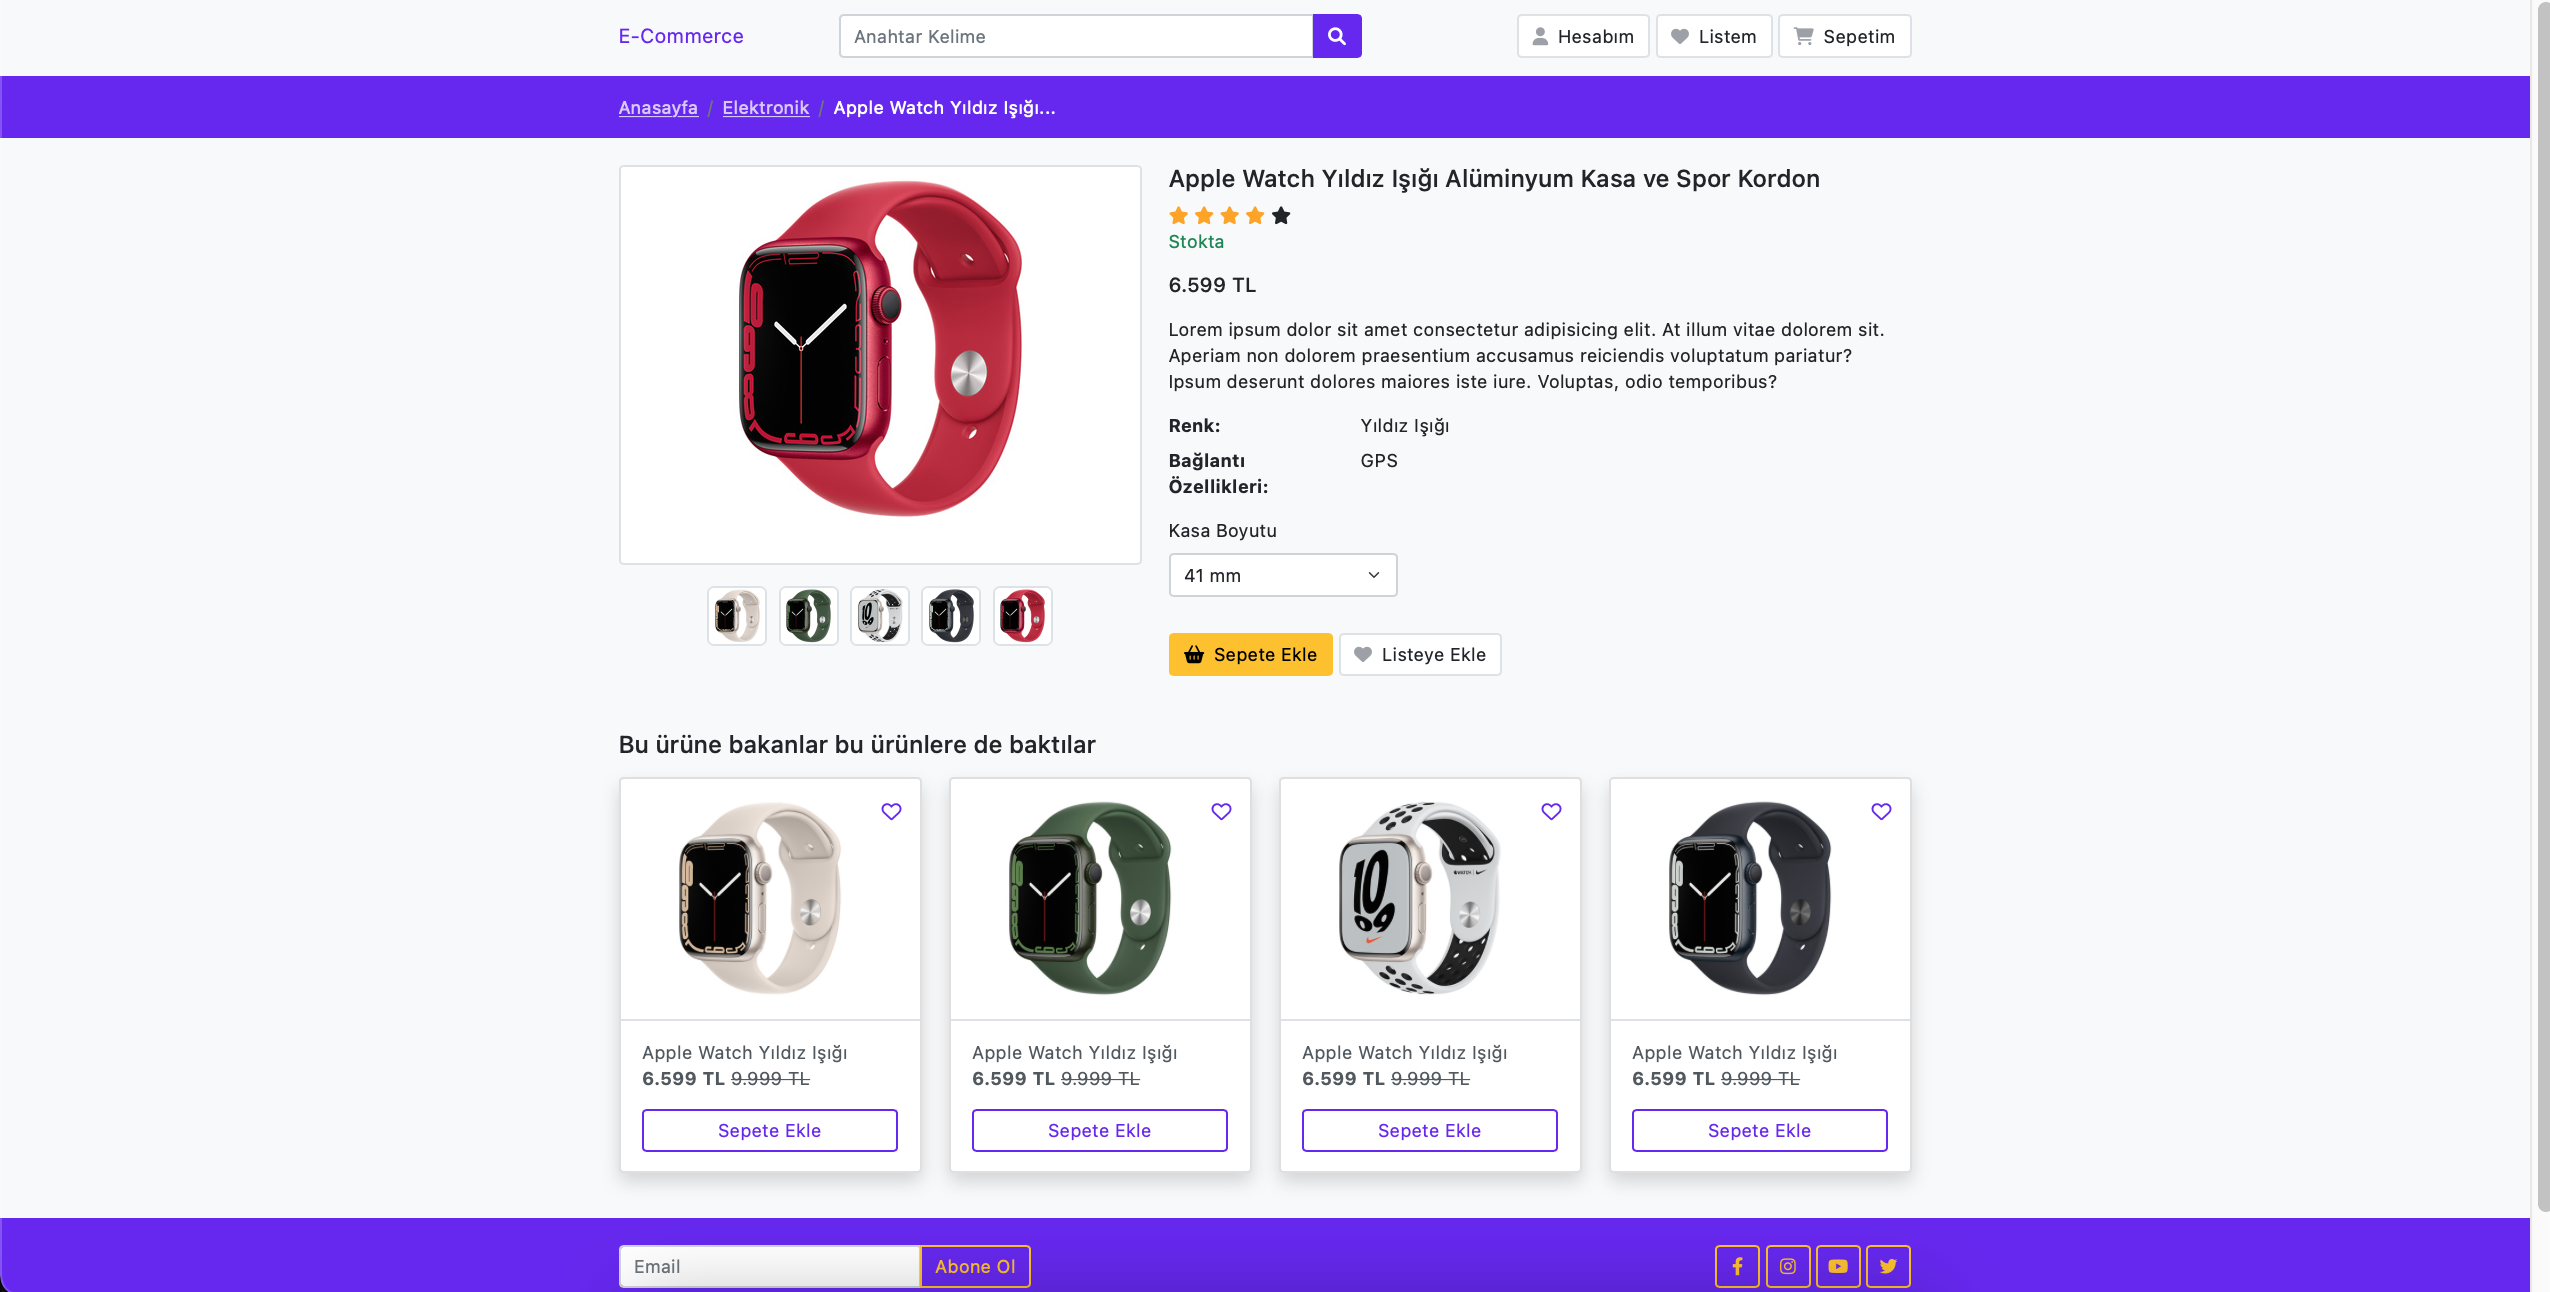 E-Commerce
Anahtar Kelime
Hesabım
Listem
Sepetim
Anasayfa / Elektronik / Apple Watch Yıldız Işığı...
Apple Watch Yıldız Işığı Alüminyum Kasa ve Spor Kordon
Stokta
6.599 TL
Lorem ipsum dolor sit amet consectetur adipisicing elit. At illum vitae dolorem sit.
Aperiam non dolorem praesentium accusamus reiciendis voluptatum pariatur?
Ipsum deserunt dolores maiores iste iure. Voluptas, odio temporibus?
Renk: Yıldız Işığı
Bağlantı GPS
Özellikleri:
Kasa Boyutu
41 mm
Sepete Ekle
Listeye Ekle
Bu ürüne bakanlar bu ürünlere de baktılar
10
09
Apple Watch Yıldız Işığı
6.599 TL 9.999 TL
Sepete Ekle
Apple Watch Yıldız Işığı
6.599 TL 9.999 TL
Sepete Ekle
Apple Watch Yıldız Işığı
6.599 TL 9.999 TL
Sepete Ekle
Apple Watch Yıldız Işığı
6.599 TL 9.999 TL
Sepete Ekle
Email
Abone Ol